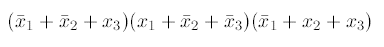 (x̄₁ + x̄₂ + x₃)(x₁ + x̄₂ + x̄₃)(x̄₁ + x₂ + x₃)